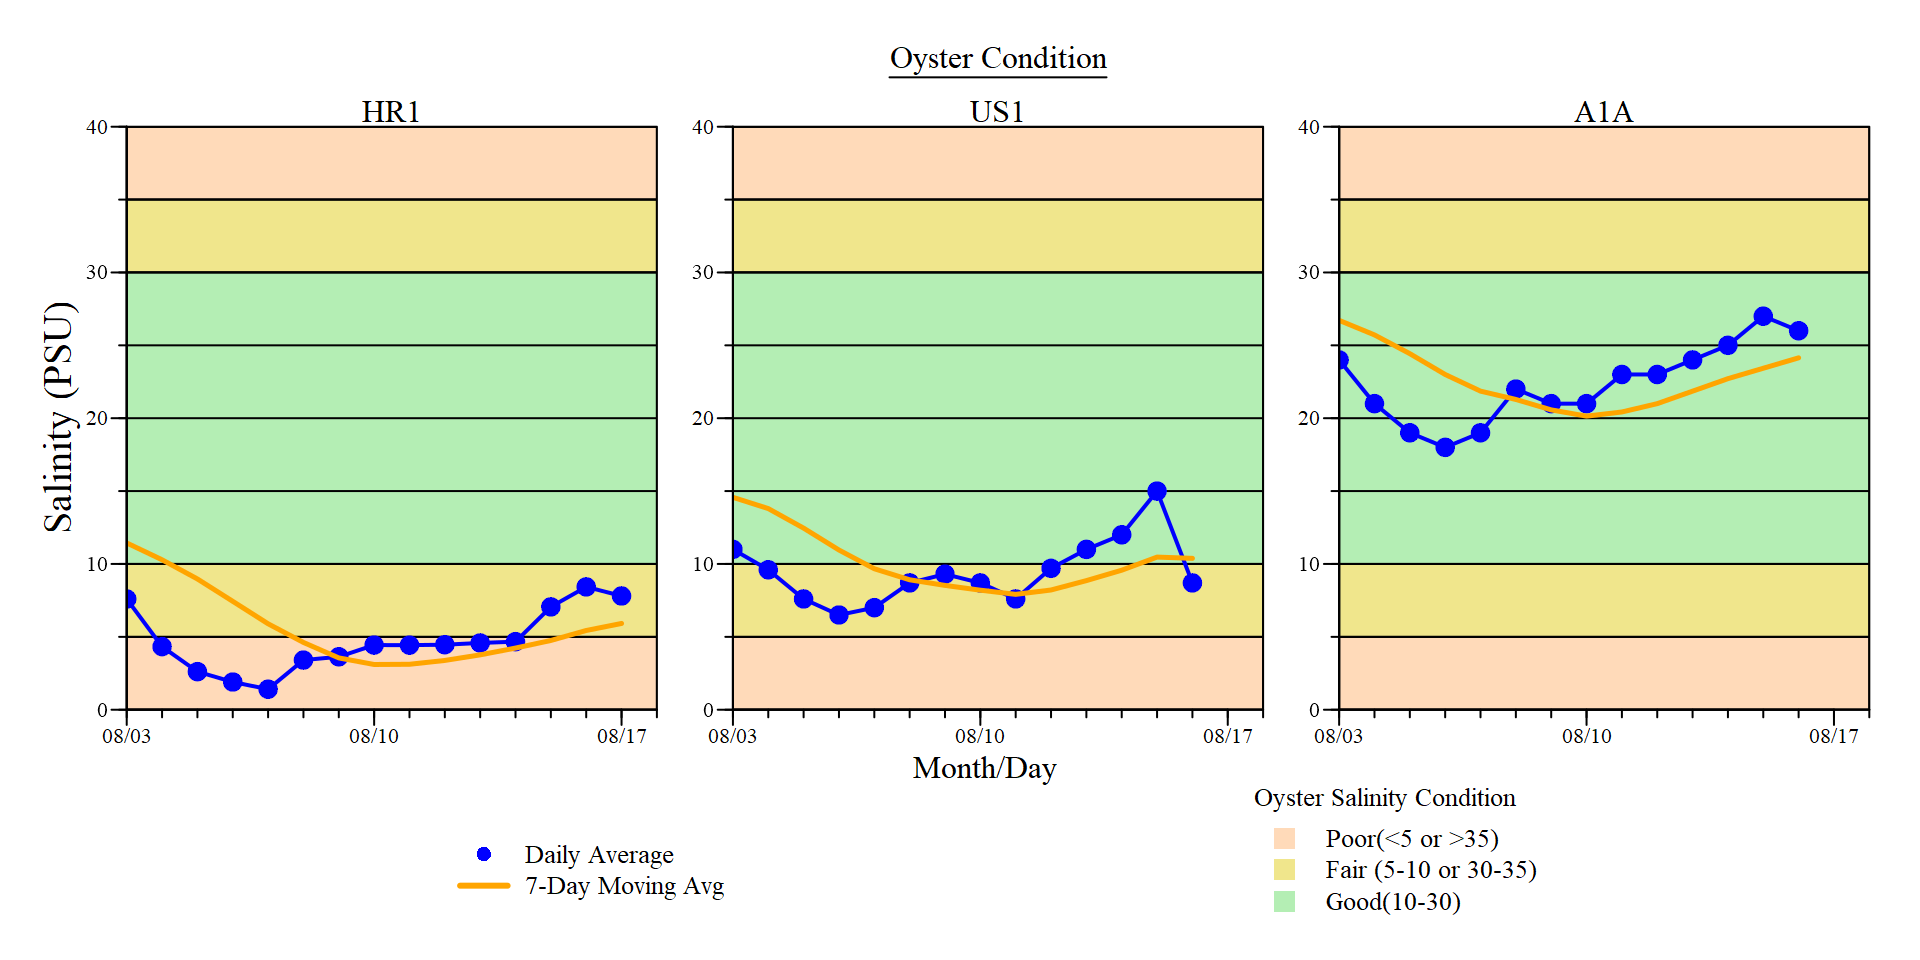 Oyster Condition
HR1
US1
A1A
Salinity (PSU)
40
30
20
10
0
08/03
08/10
08/17
40
30
20
10
0
08/03
08/10
08/17
40
30
20
10
0
08/03
08/10
08/17
Month/Day
Daily Average
7-Day Moving Avg
Oyster Salinity Condition
Poor(<5 or >35)
Fair (5-10 or 30-35)
Good(10-30)